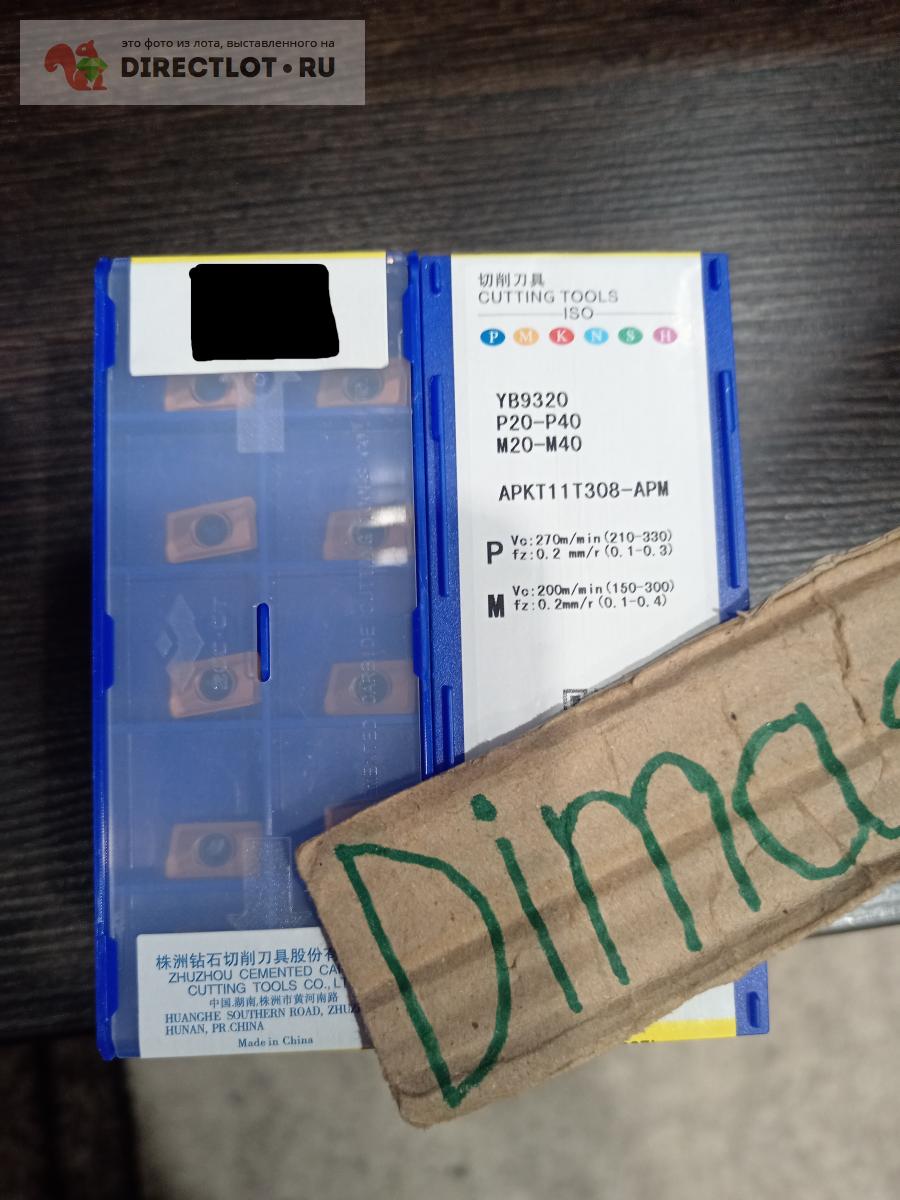 это фото из лота, выставленного на
DIRECTLOT•RU
切削刀具
CUTTING TOOLS
ISO
P M K N S H
YB9320
P20-P40
M20-M40
APKT11T308-APM
P Vc:270m/min(210-330)
fz:0.2 mm/r(0.1-0.3)
M Vc:200m/min(150-300)
fz:0.2mm/r(0.1-0.4)
Dimas
株洲钻石切削刀具股份有
ZHUZHOU CEMENTED CA
CUTTING TOOLS CO., LT
中国.湖南.株洲市黄河南路
HUANGHE SOUTHERN ROAD, ZHUZ
HUNAN, PR.CHINA
Made in China